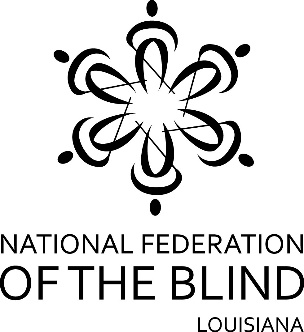 NATIONAL FEDERATION
OF THE BLIND
LOUISIANA